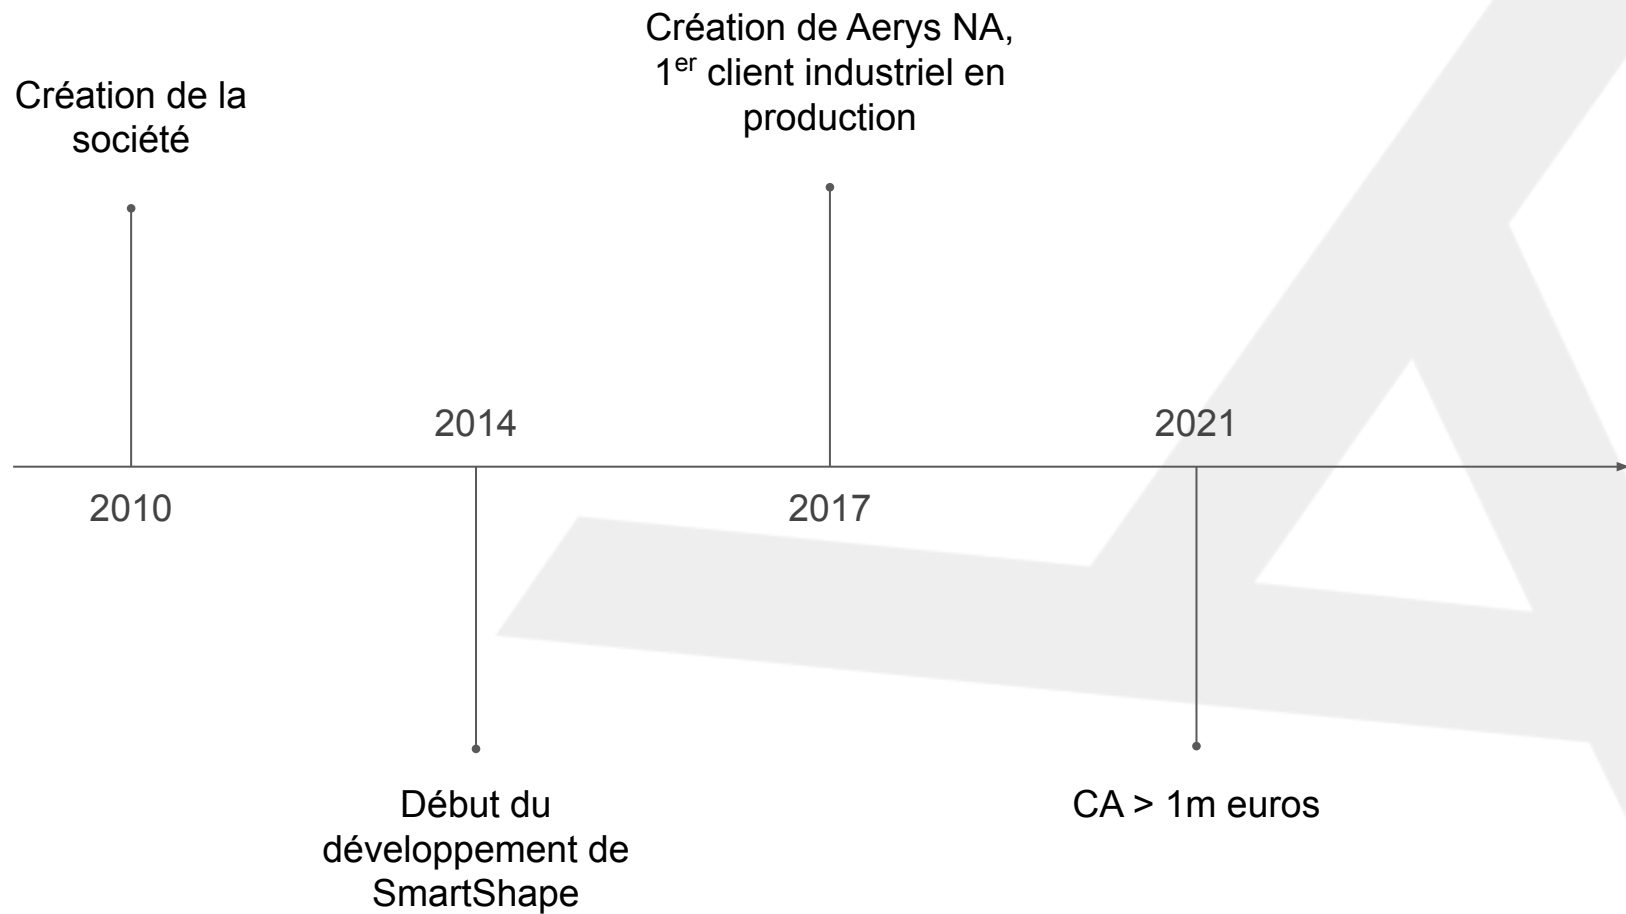 Création de la
société
2010
2014
Début du
développement de
SmartShape
Création de Aerys NA,
1er client industriel en
production
2017
2021
CA > 1m euros